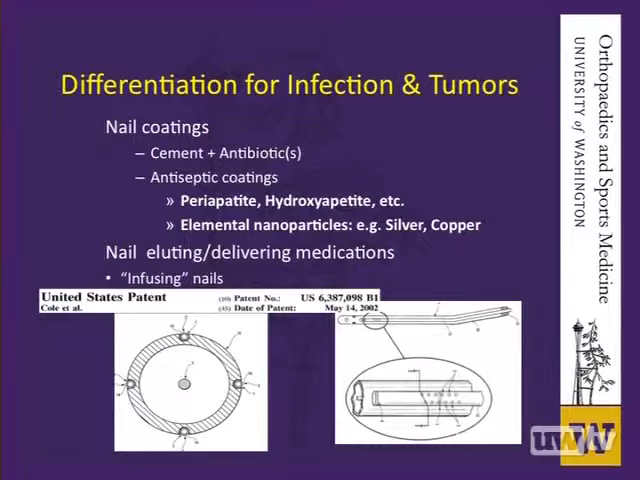 Differentiation for Infection & Tumors
Nail coatings
– Cement + Antibiotic(s)
– Antiseptic coatings
» Periapatite, Hydroxyapetite, etc.
» Elemental nanoparticles: e.g. Silver, Copper
Nail eluting/delivering medications
• “Infusing” nails
United States Patent
Cole et al.
(10) Patent No.: US 6,387,098 B1
(45) Date of Patent: May 14, 2002
Orthopaedics and Sports Medicine
UNIVERSITY of WASHINGTON
uwtv
W